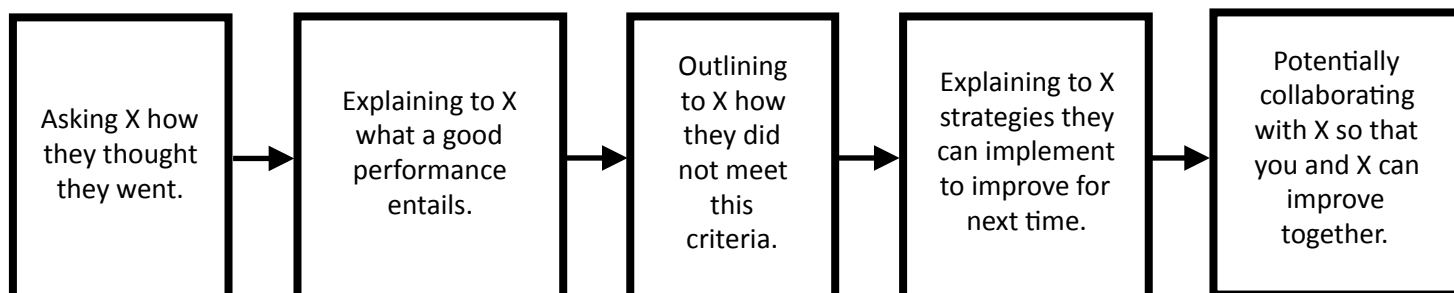 Asking X how
they thought
they went.
Explaining to X
what a good
performance
entails.
Outlining
to X how
they did
not meet
this
criteria.
Explaining to X
strategies they
can implement
to improve for
next time.
Potentially
collaborating
with X so that
you and X can
improve
together.